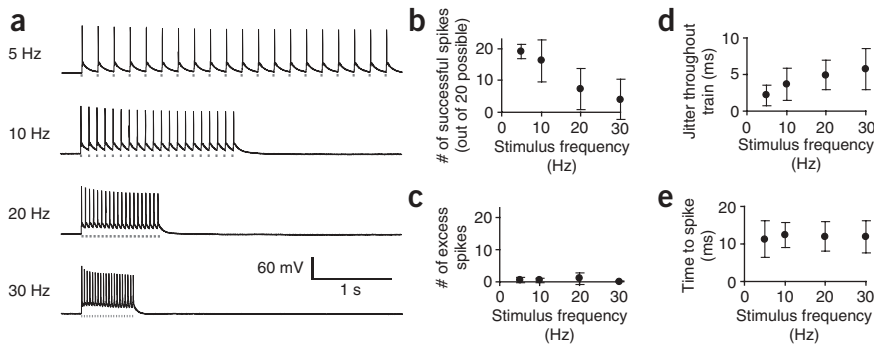 a
5 Hz
10 Hz
20 Hz
30 Hz
60 mV
1 s
b
# of successful spikes
(out of 20 possible)
20
10
0
0
10
20
30
Stimulus frequency
(Hz)
c
# of excess
spikes
20
10
0
0
10
20
30
Stimulus frequency
(Hz)
d
Jitter throughout
train (ms)
10
5
0
0
10
20
30
Stimulus frequency
(Hz)
e
Time to spike
(ms)
20
10
0
0
10
20
30
Stimulus frequency
(Hz)